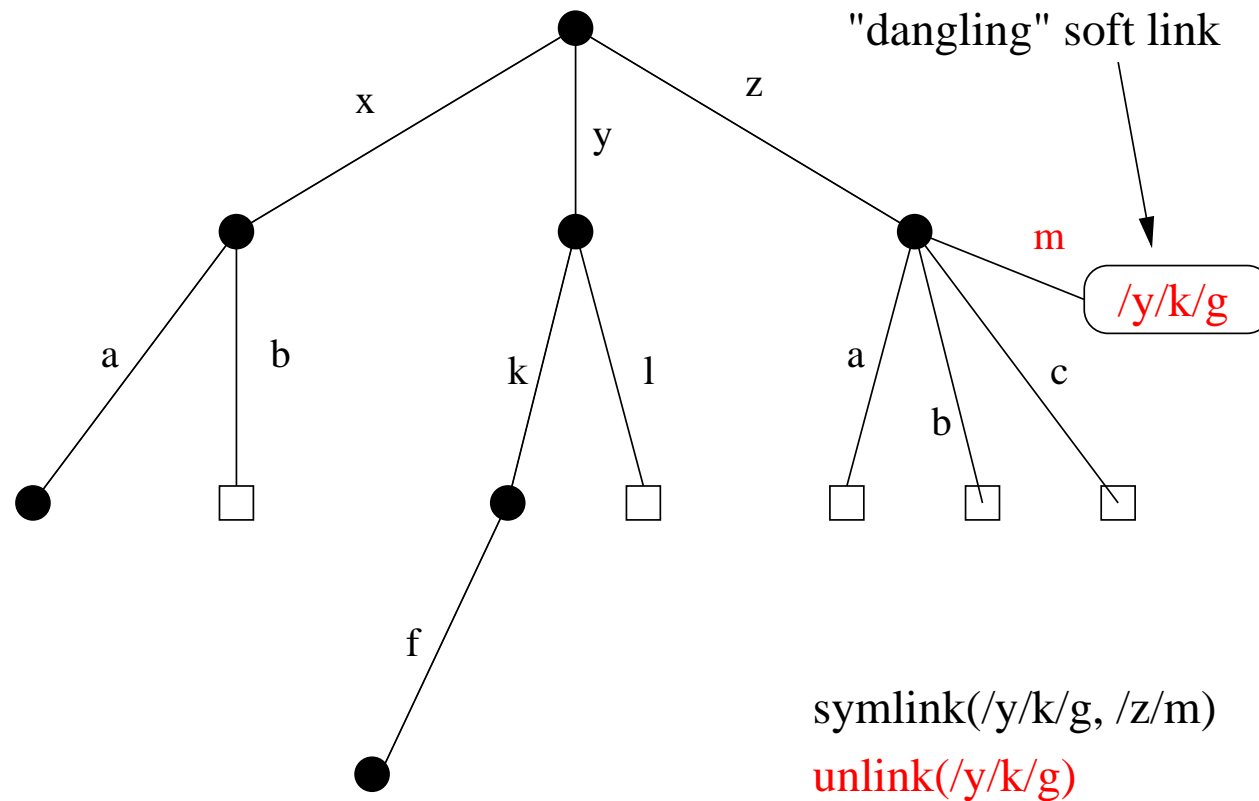 "dangling" soft link
x
y
z
m
/y/k/g
a
b
k
l
a
b
c
f
symlink(/y/k/g, /z/m)
unlink(/y/k/g)